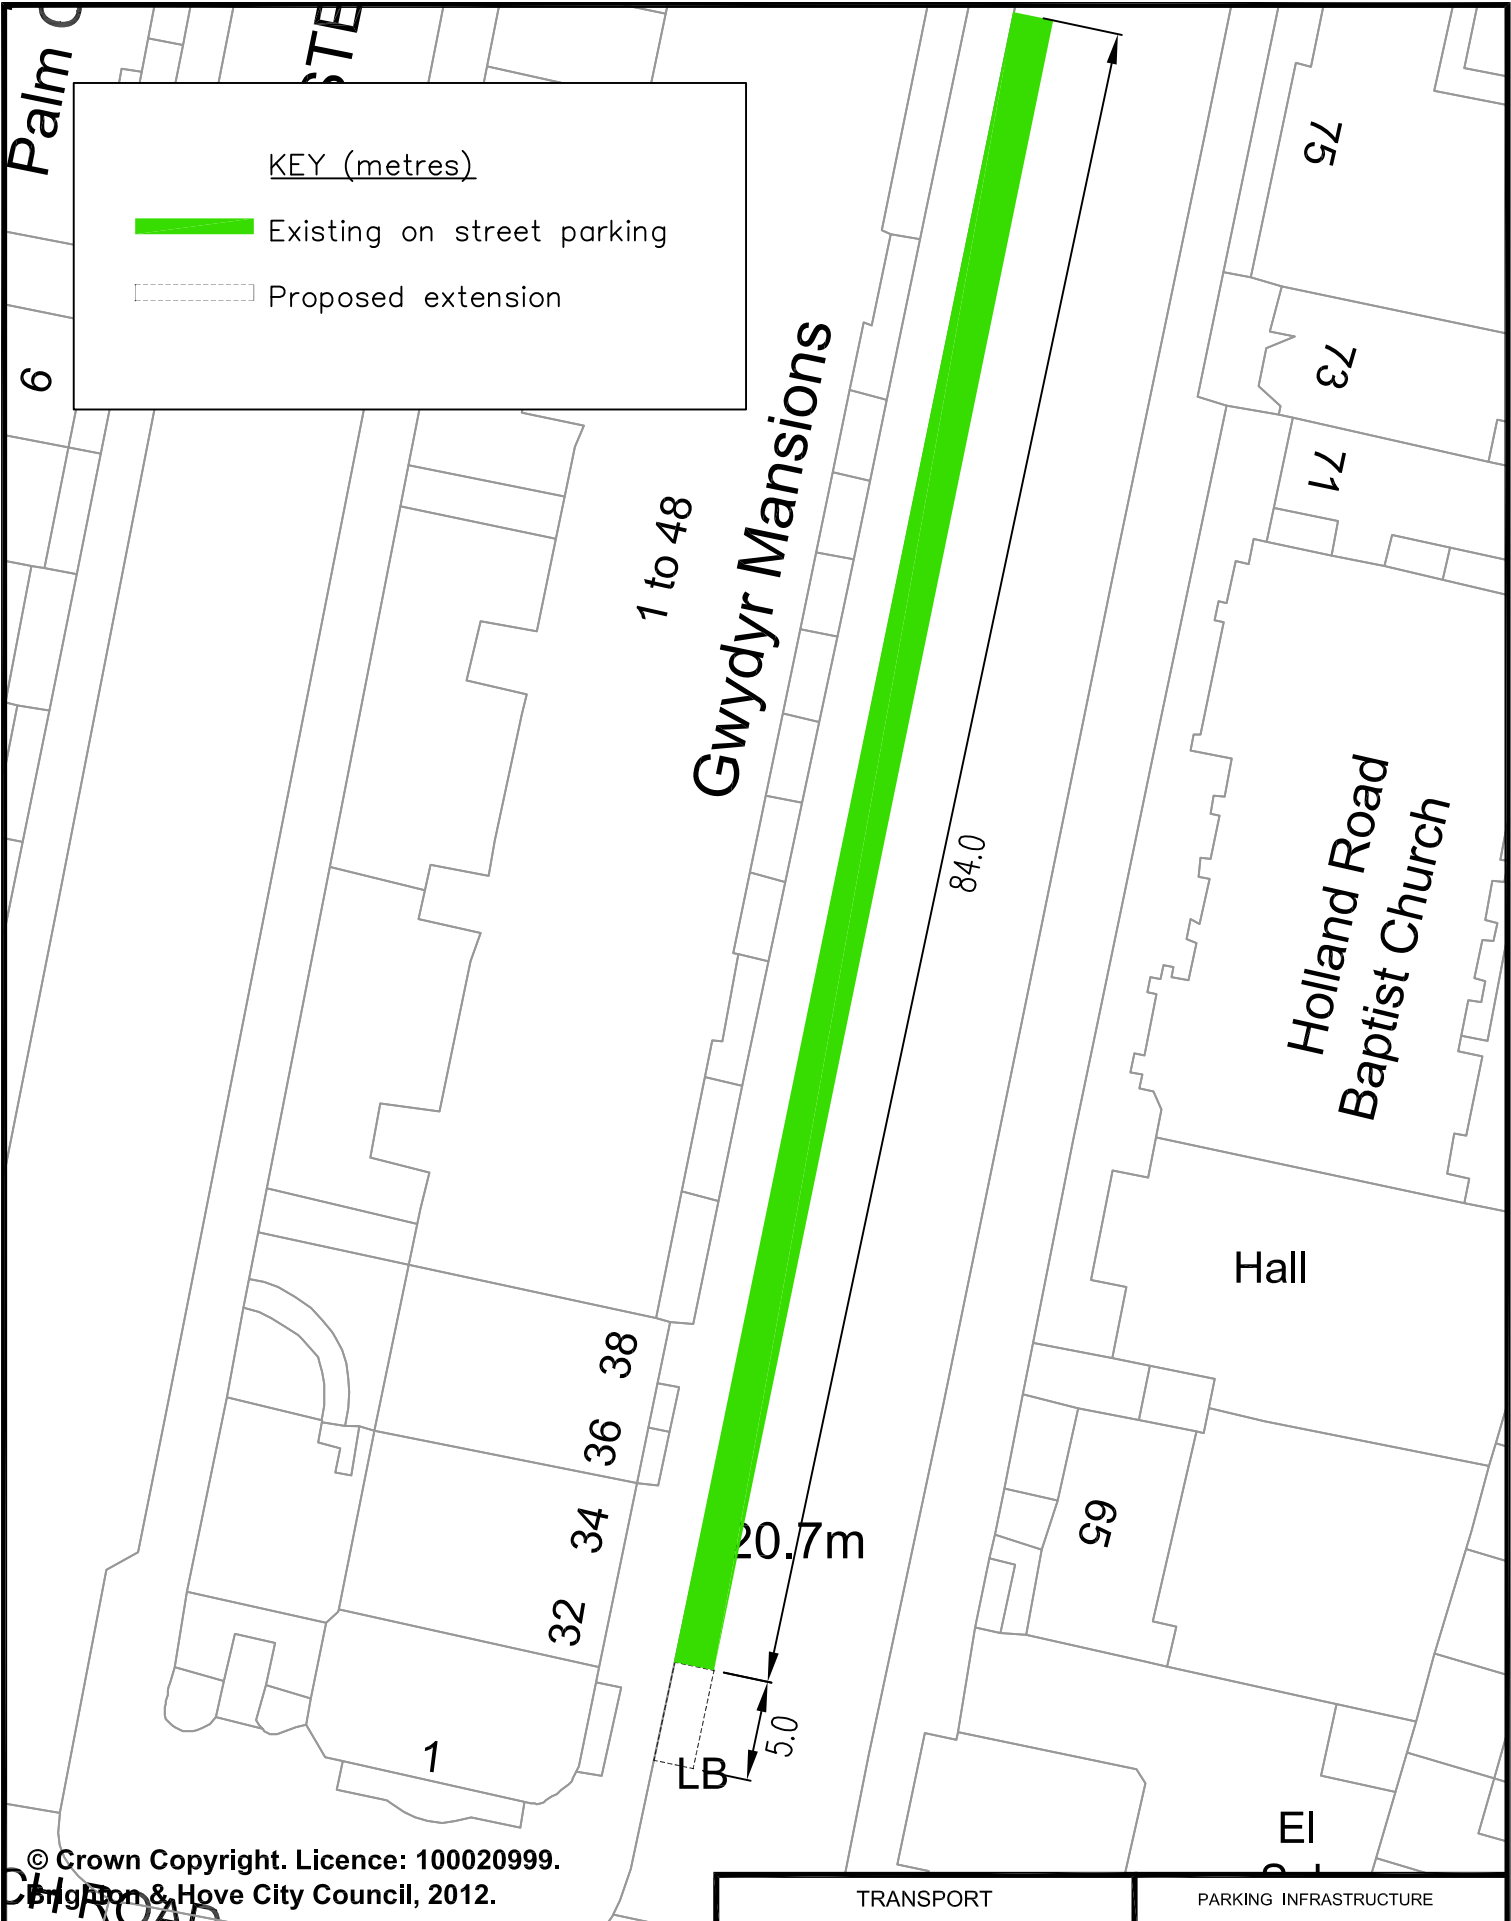 Palm
KEY (metres)
Existing on street parking
Proposed extension
75
73
71
6
1 to 48
Gwydyr Mansions
84.0
Holland Road
Baptist Church
Hall
38
36
34
32
20.7m
65
5.0
LB
1
El
© Crown Copyright. Licence: 100020999.
Brighton & Hove City Council, 2012.
TRANSPORT
PARKING INFRASTRUCTURE